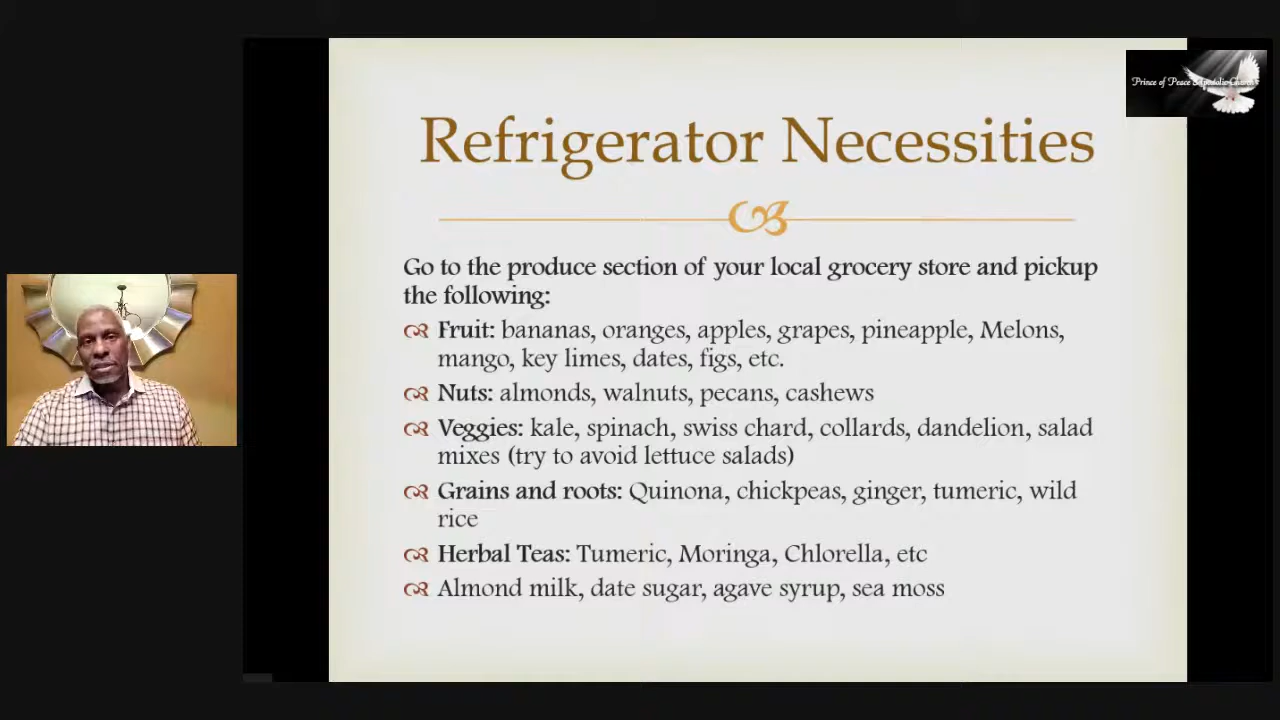 Prince of Peace Apostolic Church
Refrigerator Necessities
Go to the produce section of your local grocery store and pickup
the following:
Fruit: bananas, oranges, apples, grapes, pineapple, Melons,
mango, key limes, dates, figs, etc.
Nuts: almonds, walnuts, pecans, cashews
Veggies: kale, spinach, swiss chard, collards, dandelion, salad
mixes (try to avoid lettuce salads)
Grains and roots: Quinona, chickpeas, ginger, tumeric, wild
rice
Herbal Teas: Tumeric, Moringa, Chlorella, etc
Almond milk, date sugar, agave syrup, sea moss